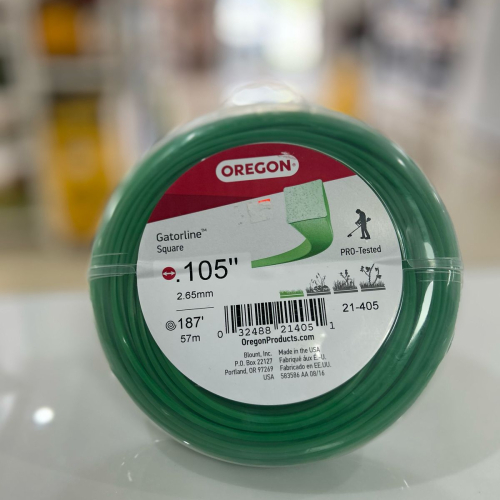 OREGON®
Gatorline™
Square
PRO-Tested
.105"
2.65mm
187'
57m
21-405
0 32488 21405 1
OregonProducts.com
Blount, Inc.
P.O. Box 22127
Portland, OR 97269
USA
Made in the USA
Fabriqué aux É.-U.
Fabricado en EE.UU.
583586 AA 08/16